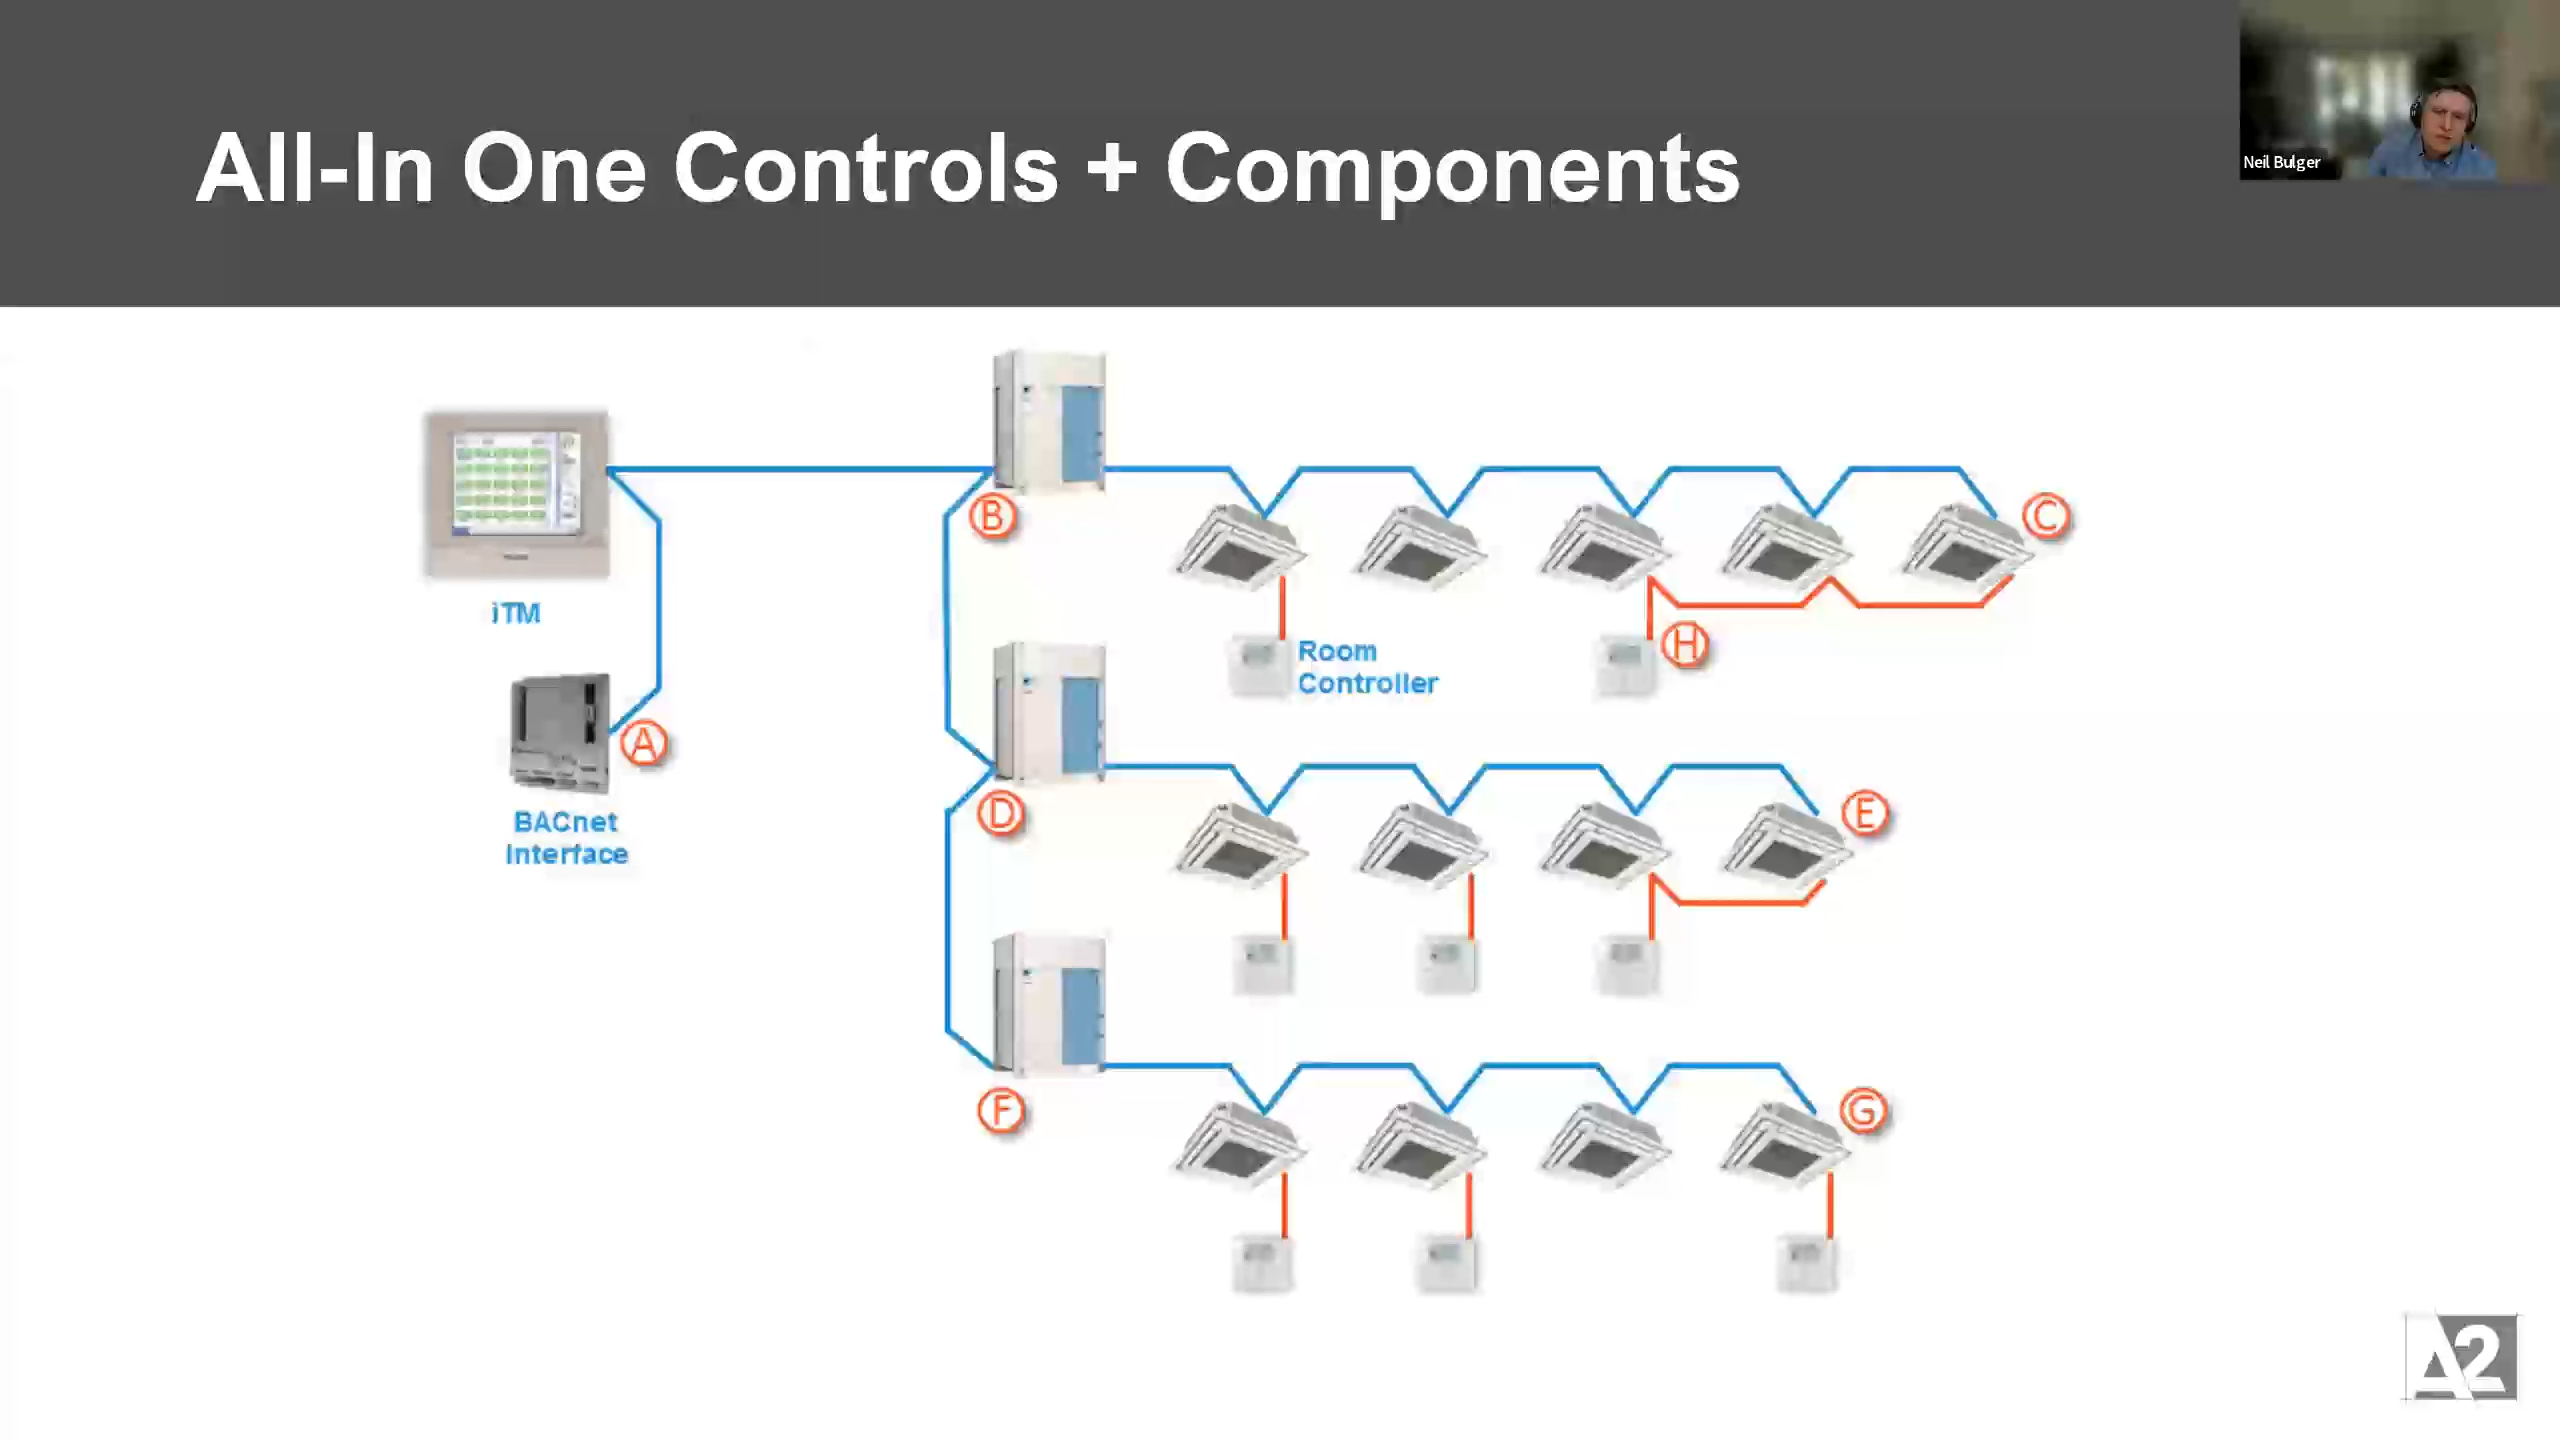 All-In One Controls + Components
Neil Bulger
iTM
B
C
Room
Controller
H
A
BACnet
Interface
D
E
F
G
A2